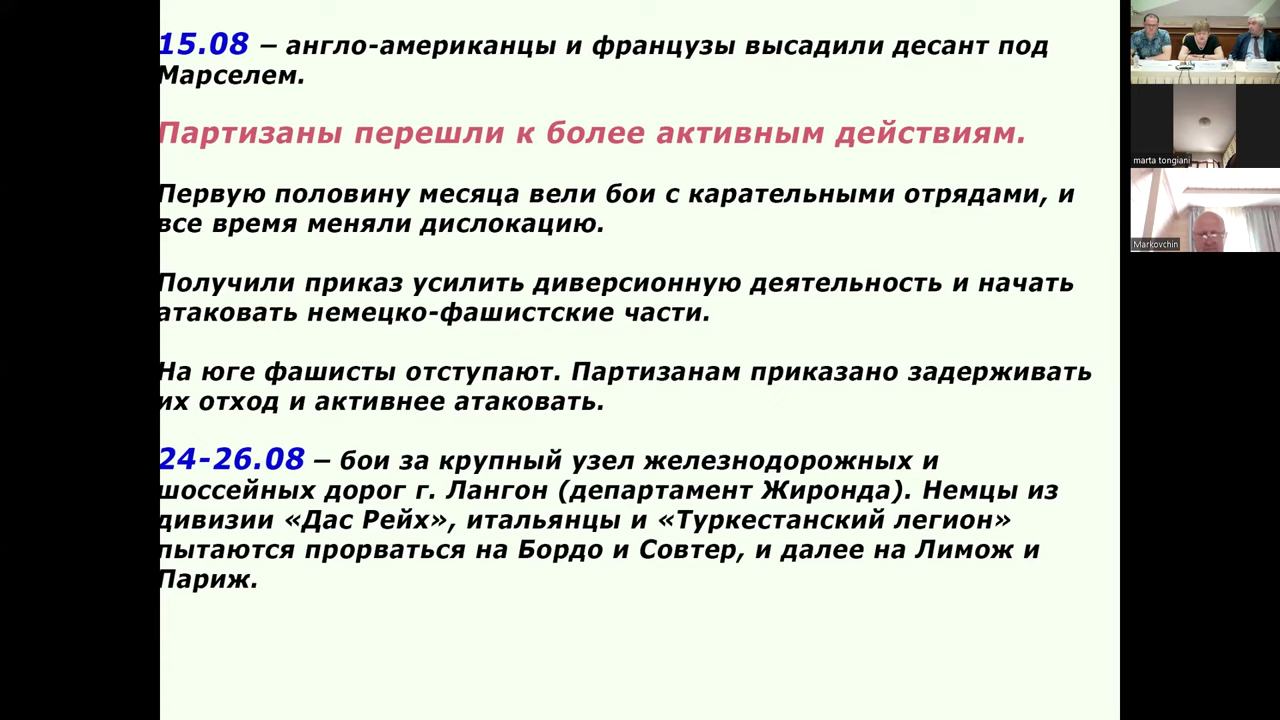 15.08 – англо-американцы и французы высадили десант под
Марселем.
Партизаны перешли к более активным действиям.
Первую половину месяца вели бои с карательными отрядами, и
все время меняли дислокацию.
Получили приказ усилить диверсионную деятельность и начать
атаковать немецко-фашистские части.
На юге фашисты отступают. Партизанам приказано задерживать
их отход и активнее атаковать.
24-26.08 – бои за крупный узел железнодорожных и
шоссейных дорог г. Лангон (департамент Жиронда). Немцы из
дивизии «Дас Рейх», итальянцы и «Туркестанский легион»
пытаются прорваться на Бордо и Совтер, и далее на Лимож и
Париж.
marta tongiani
Markovchin